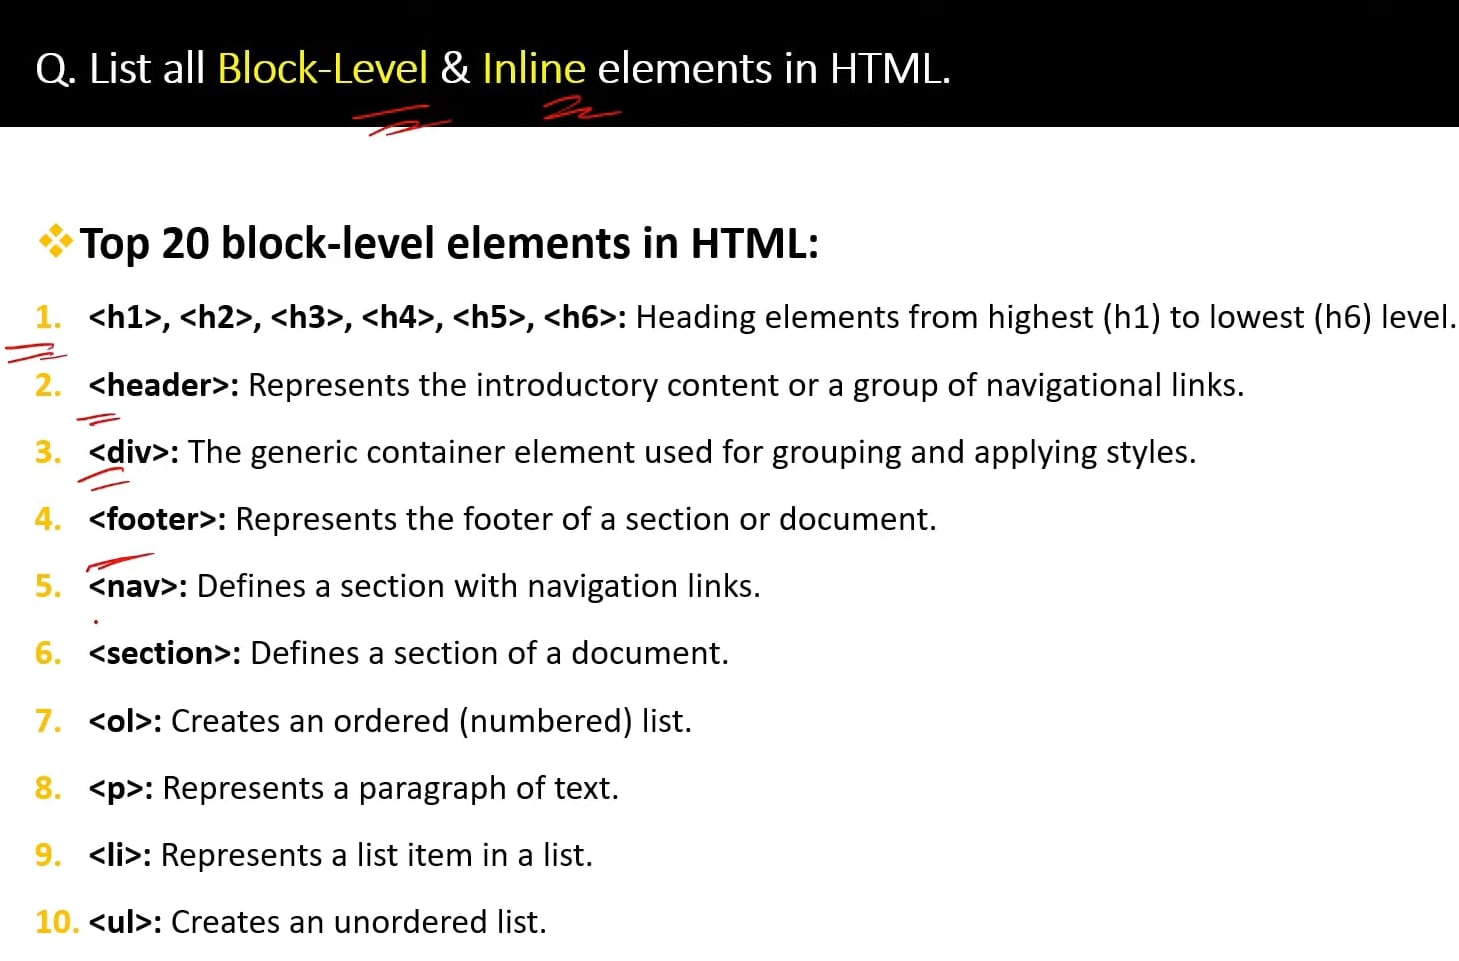 Q. List all Block-Level & Inline elements in HTML.
Top 20 block-level elements in HTML:
1. <h1>, <h2>, <h3>, <h4>, <h5>, <h6>: Heading elements from highest (h1) to lowest (h6) level.
2. <header>: Represents the introductory content or a group of navigational links.
3. <div>: The generic container element used for grouping and applying styles.
4. <footer>: Represents the footer of a section or document.
5. <nav>: Defines a section with navigation links.
6. <section>: Defines a section of a document.
7. <ol>: Creates an ordered (numbered) list.
8. <p>: Represents a paragraph of text.
9. <li>: Represents a list item in a list.
10. <ul>: Creates an unordered list.